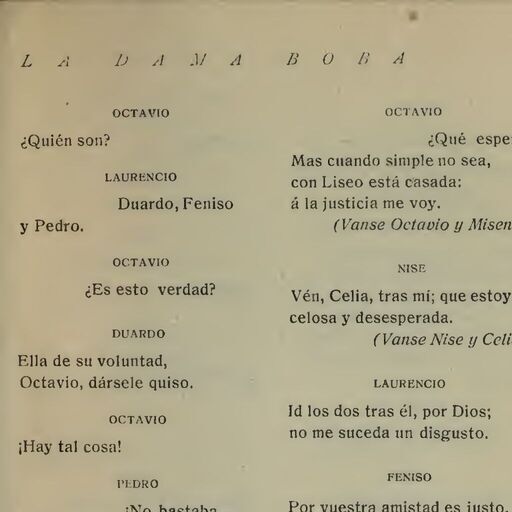 LA DAMA BOBA
OCTAVIO
¿Quién son?
LAURENCIO
Duardo, Feniso
y Pedro.
OCTAVIO
¿Es esto verdad?
DUARDO
Ella de su voluntad,
Octavio, dársele quiso.
OCTAVIO
¡Hay tal cosa!
PEDRO
¿No bastaba
OCTAVIO
¿Qué espe
Mas cuando simple no sea,
con Liseo está casada:
á la justicia me voy.
(Vanse Octavio y Misen
NISE
Vén, Celia, tras mí; que estoy
celosa y desesperada.
(Vanse Nise y Celi
LAURENCIO
Id los dos tras él, por Dios;
no me suceda un disgusto.
FENISO
Por vuestra amistad es justo.